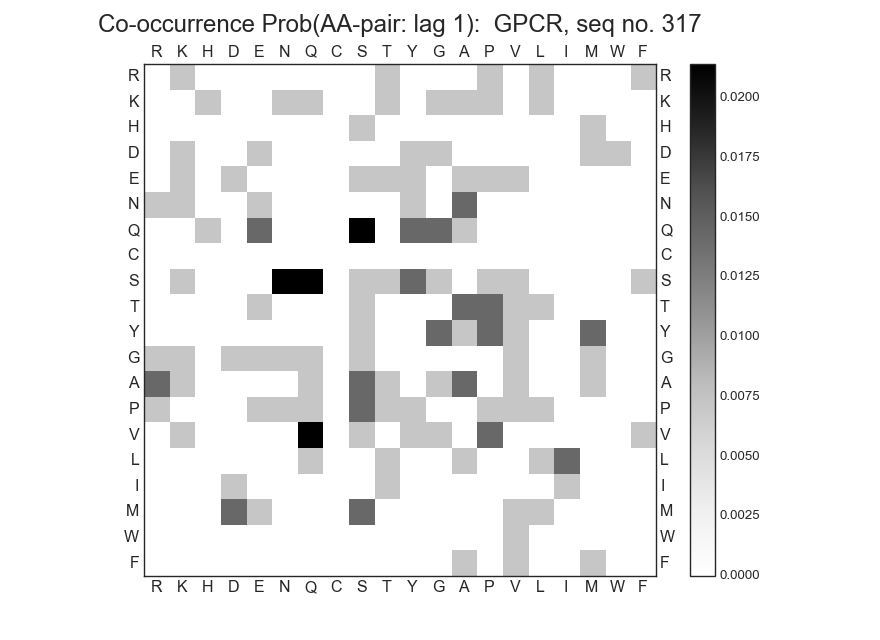 Co-occurrence Prob(AA-pair: lag 1):  GPCR, seq no. 317
R K H D E N Q C S T Y G A P V L I M W F
R R
K K
H H
D D
E E
N N
Q Q
C C
S S
T T
Y Y
G G
A A
P P
V V
L L
I I
M M
W W
F F
R K H D E N Q C S T Y G A P V L I M W F
0.0200
0.0175
0.0150
0.0125
0.0100
0.0075
0.0050
0.0025
0.0000